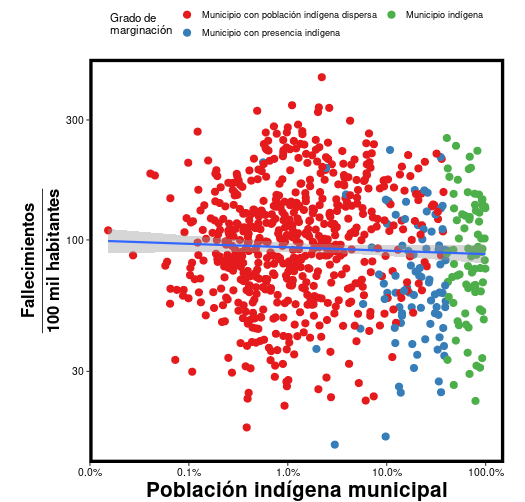 Grado de
marginación
Municipio con población indígena dispersa
Municipio indígena
Municipio con presencia indígena
300
100
30
Fallecimientos
100 mil habitantes
0.0%
0.1%
1.0%
10.0%
100.0%
Población indígena municipal